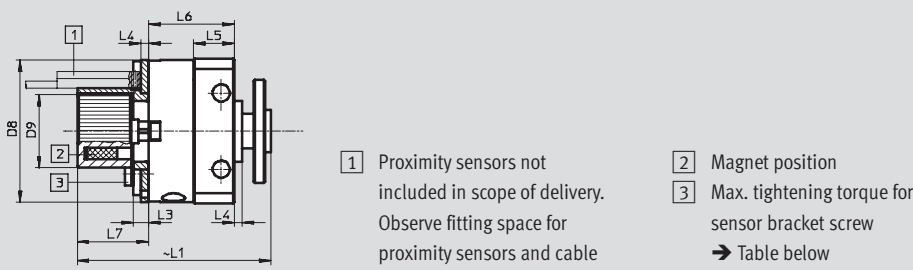 L6
1
L4
L5
D8
D9
2
3
L3
L4
L7
~L1
1 Proximity sensors not
included in scope of delivery.
Observe fitting space for
proximity sensors and cable
2 Magnet position
3 Max. tightening torque for
sensor bracket screw
➔ Table below